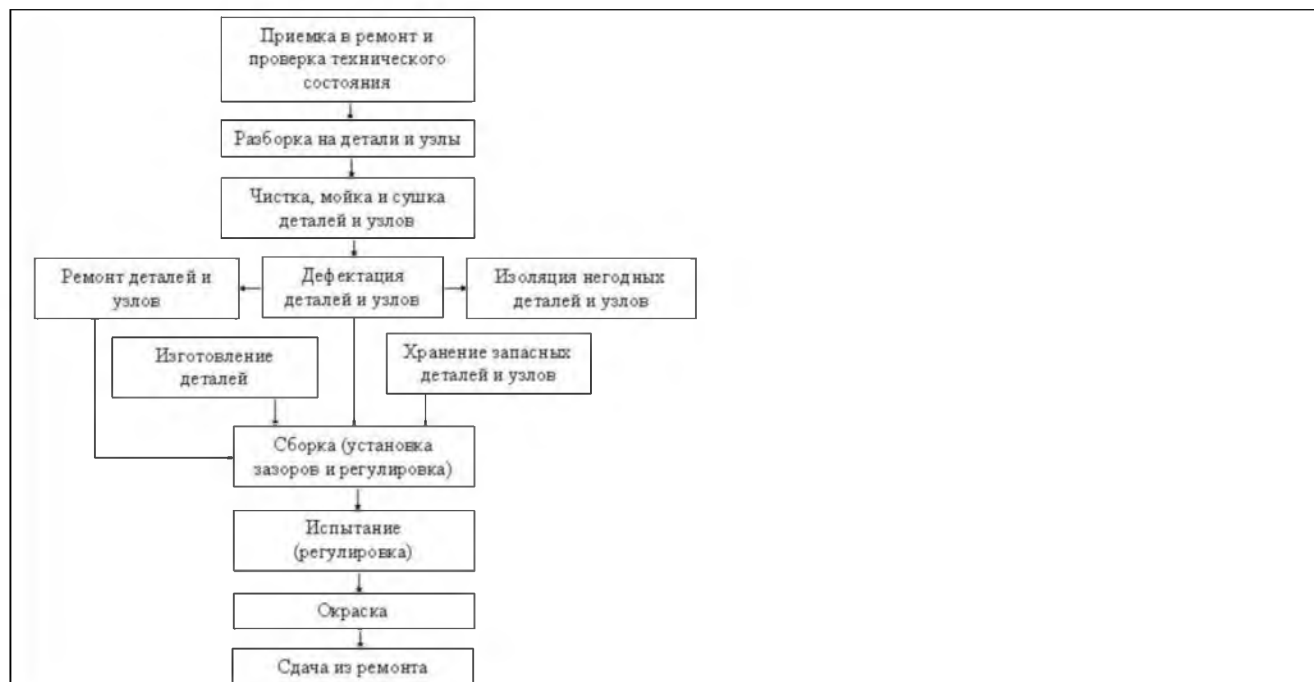 Приемка в ремонт и
проверка технического
состояния
Разборка на детали и узлы
Чистка, мойка и сушка
деталей и узлов
Ремонт деталей и
узлов
Дефектация
деталей и узлов
Изоляция негодных
деталей и узлов
Изготовление
деталей
Хранение запасных
деталей и узлов
Сборка (установка
зазоров и регулировка)
Испытание
(регулировка)
Окраска
Сдача из ремонта